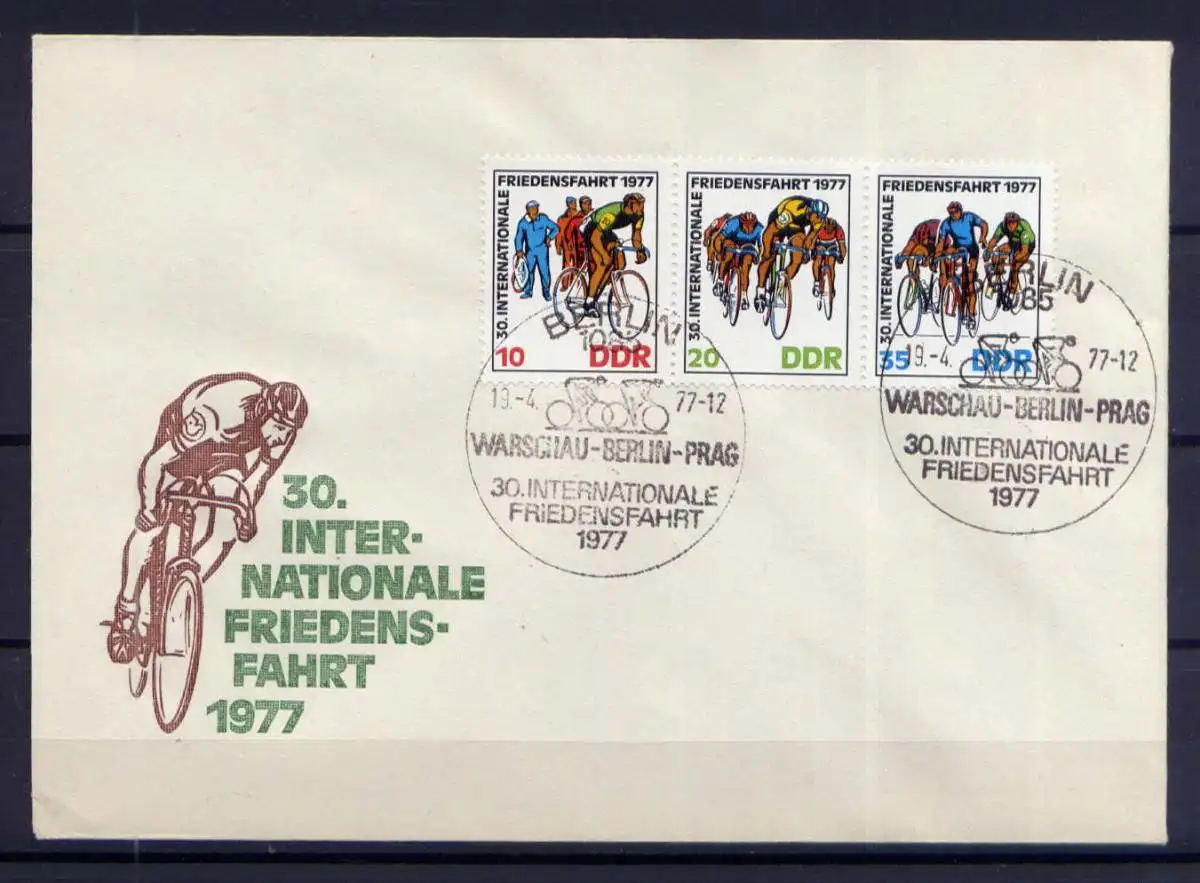 30. INTERNATIONALE
FRIEDENSFAHRT 1977
10 DDR
30. INTERNATIONALE
FRIEDENSFAHRT 1977
20 DDR
30. INTERNATIONALE
FRIEDENSFAHRT 1977
35 DDR
BERLIN
19.-4. 77-12
WARSCHAU-BERLIN-PRAG
30. INTERNATIONALE
FRIEDENSFAHRT
1977
BERLIN
1085
19.-4. 77-12
WARSCHAU-BERLIN-PRAG
30. INTERNATIONALE
FRIEDENSFAHRT
1977
30.
INTER-
NATIONALE
FRIEDENS-
FAHRT
1977